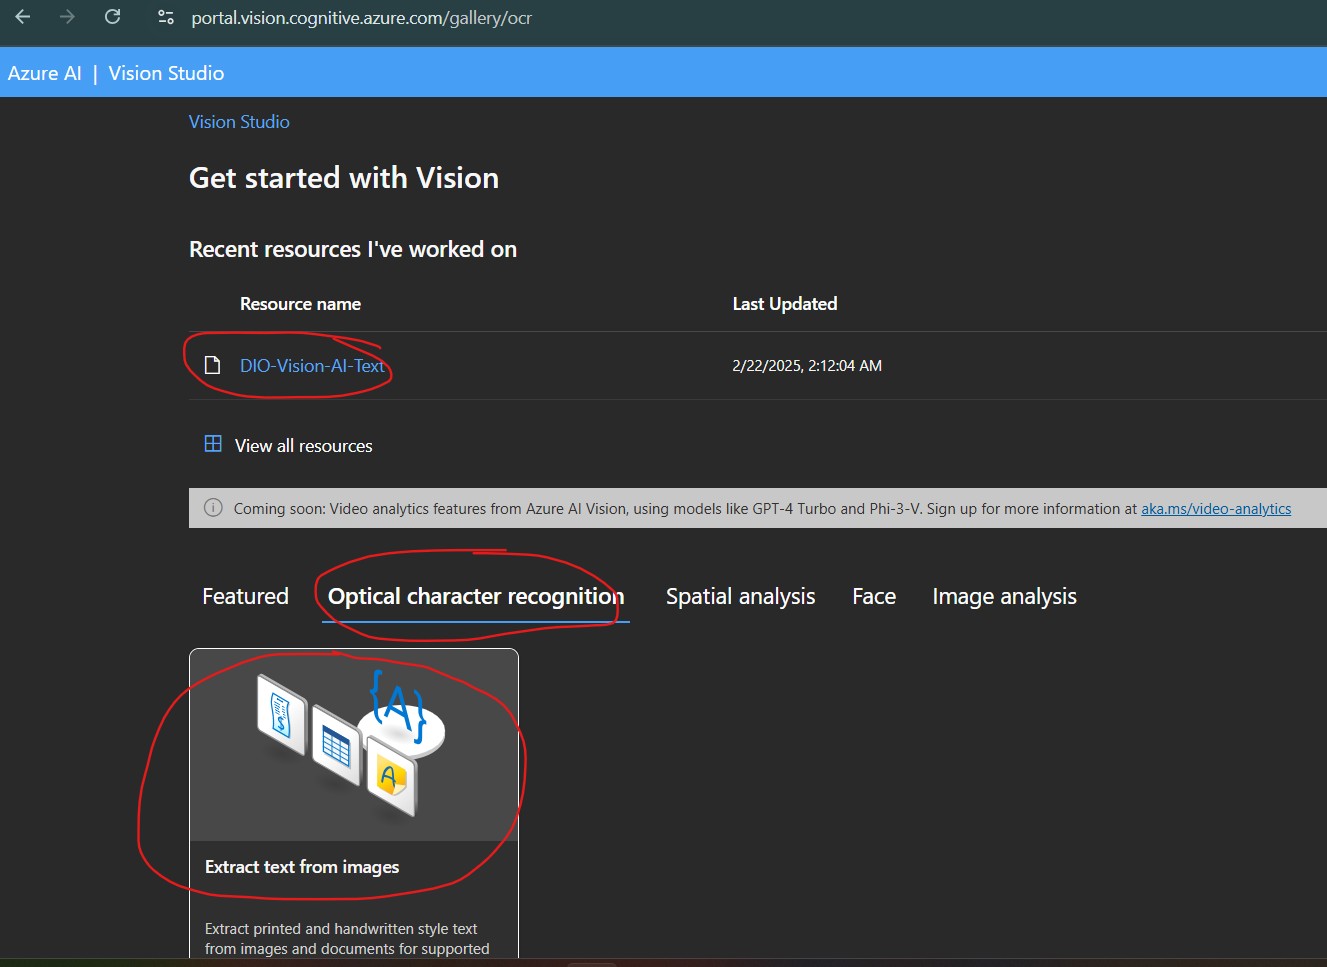 portal.vision.cognitive.azure.com/gallery/ocr
Azure AI | Vision Studio
Vision Studio
Get started with Vision
Recent resources I've worked on
Resource name Last Updated
DIO-Vision-AI-Text 2/22/2025, 2:12:04 AM
View all resources
Coming soon: Video analytics features from Azure AI Vision, using models like GPT-4 Turbo and Phi-3-V. Sign up for more information at aka.ms/video-analytics
Featured Optical character recognition Spatial analysis Face Image analysis
{A}
$
A
Extract text from images
Extract printed and handwritten style text
from images and documents for supported